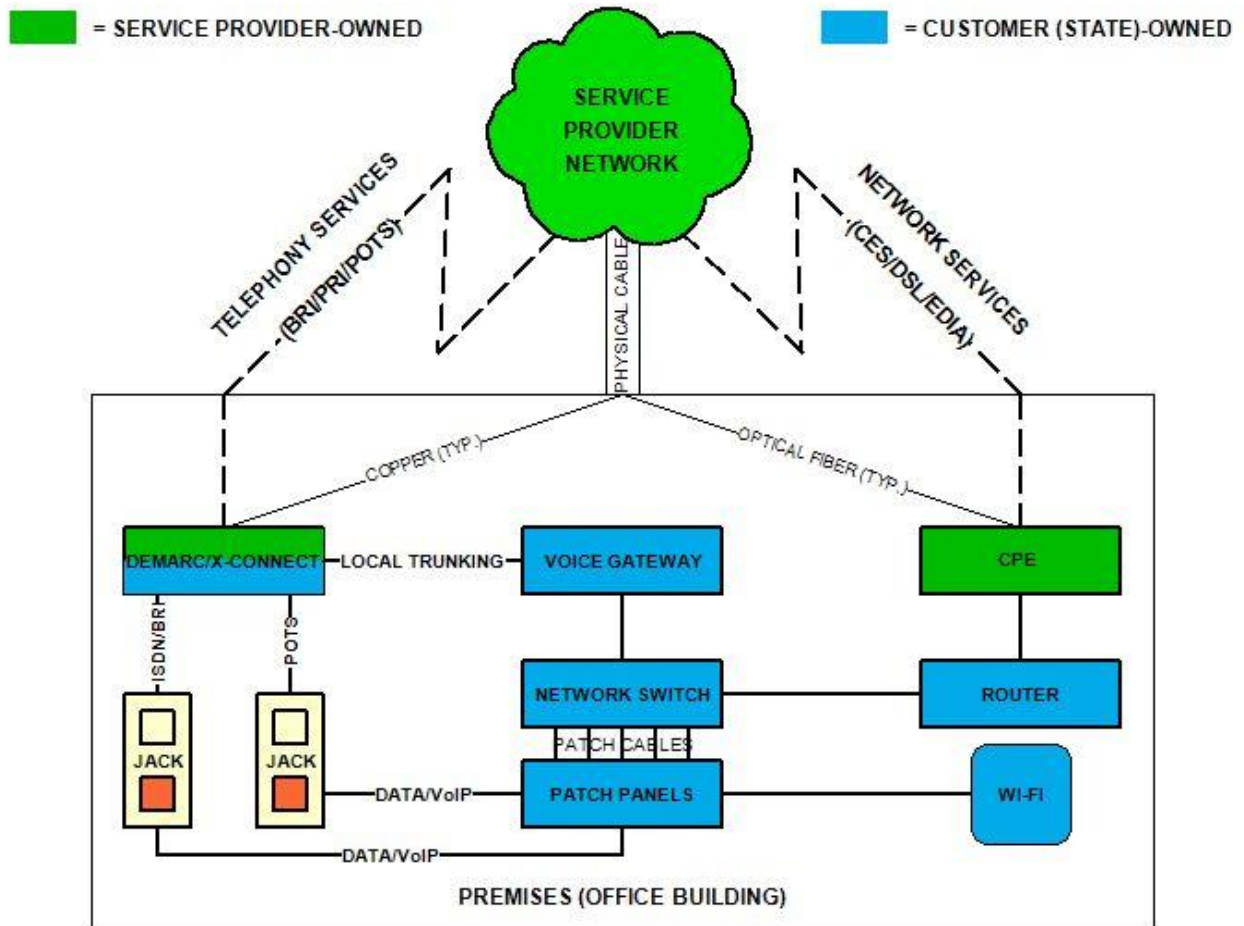 = SERVICE PROVIDER-OWNED
= CUSTOMER (STATE)-OWNED
SERVICE
PROVIDER
NETWORK
TELEPHONY SERVICES
(BRI/PRI/POTS)
NETWORK SERVICES
(CES/DSL/EDIA)
PHYSICAL CABLE
COPPER (TYP.)
OPTICAL FIBER (TYP.)
DEMARC/X-CONNECT
LOCAL TRUNKING
VOICE GATEWAY
CPE
ISDN/BRI
POTS
NETWORK SWITCH
ROUTER
PATCH CABLES
JACK
JACK
DATA/VoIP
PATCH PANELS
WI-FI
DATA/VoIP
PREMISES (OFFICE BUILDING)